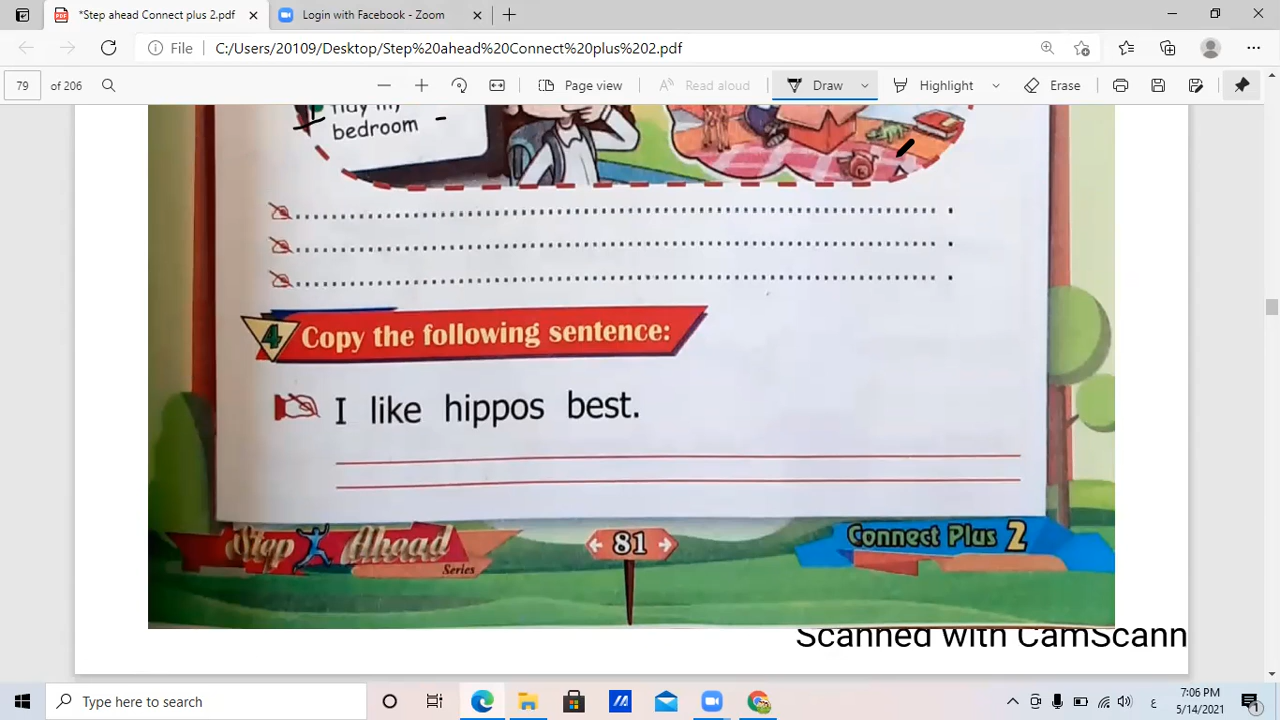 *Step ahead Connect plus 2.pdf
Login with Facebook - Zoom
File
C:/Users/20109/Desktop/Step%20ahead%20Connect%20plus%202.pdf
79 of 206
Page view
Read aloud
Draw
Highlight
Erase
bedroom
4 Copy the following sentence:
I like hippos best.
Step Ahead
Series
81
Connect Plus 2
Scanned with CamScann
Type here to search
ع
7:06 PM
5/14/2021
1